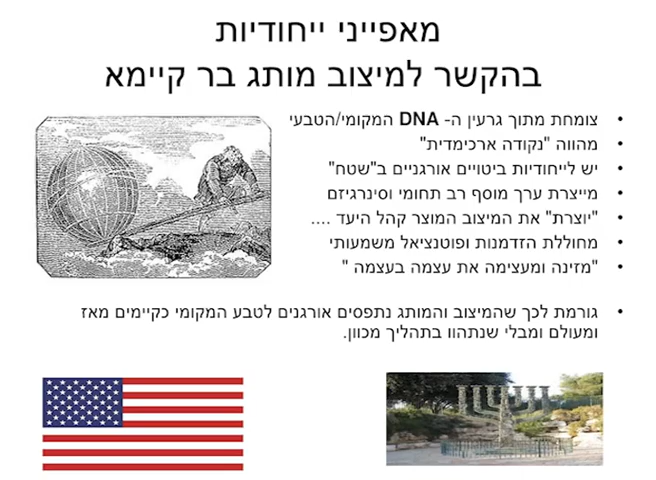 מאפייני ייחודיות
בהקשר למיצוב מותג בר קיימא
• צומחת מתוך גרעין ה- DNA המקומי/הטבעי
• מהווה "נקודה ארכימדית"
• יש לייחודיות ביטויים אורגניים ב"שטח"
• מייצרת ערך מוסף רב תחומי וסינרגיזם
• "יוצרת" את המיצוב המוצר קהל היעד ....
• מחוללת הזדמנות ופוטנציאל משמעותי
• "מזינה ומעצימה את עצמה בעצמה "
• גורמת לכך שהמיצוב והמותג נתפסים אורגנים לטבע המקומי כקיימים מאז
ומעולם ומבלי שנתהוו בתהליך מכוון.